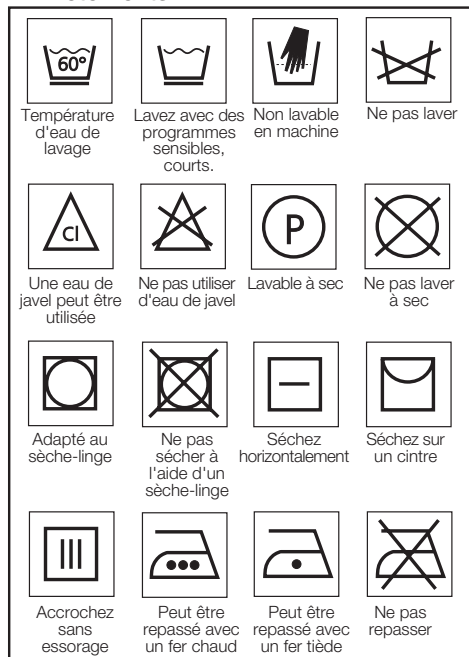 60°
Température
d'eau de
lavage
Lavez avec des
programmes
sensibles,
courts.
Non lavable
en machine
Ne pas laver
Cl
Une eau de
javel peut être
utilisée
Ne pas utiliser
d'eau de javel
P
Lavable à sec
Ne pas laver
à sec
Adapté au
sèche-linge
Ne pas
sécher à
l'aide d'un
sèche-linge
Séchez
horizontalement
Séchez sur
un cintre
Accrochez
sans
essorage
Peut être
repassé avec
un fer chaud
Peut être
repassé avec
un fer tiède
Ne pas
repasser